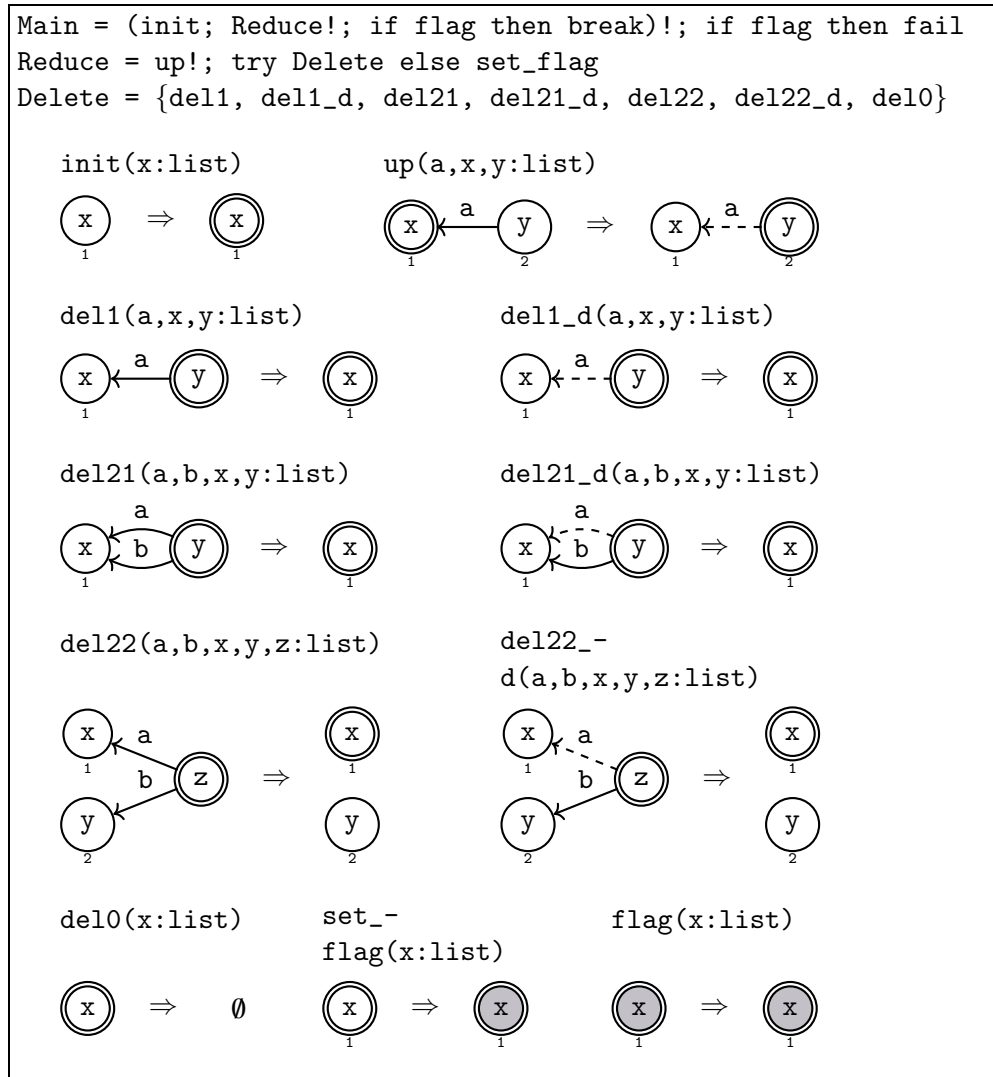 Main = (init; Reduce!; if flag then break)!; if flag then fail
Reduce = up!; try Delete else set_flag
Delete = {del1, del1_d, del21, del21_d, del22, del22_d, del0}
init(x:list) up(a,x,y:list)
x ⇒ x x a y ⇒ x a y
1 1 1 2 1 2
del1(a,x,y:list) del1_d(a,x,y:list)
x a y ⇒ x x a y ⇒ x
1 1 1 1
del21(a,b,x,y:list) del21_d(a,b,x,y:list)
a a
x b y ⇒ x x b y ⇒ x
1 1 1 1
del22(a,b,x,y,z:list) del22_-
d(a,b,x,y,z:list)
x a x x a x
1 1 1 1
b z ⇒ b z ⇒
y y y y
2 2 2 2
del0(x:list) set_- flag(x:list)
flag(x:list)
x ⇒ ∅ x ⇒ x x ⇒ x
1 1 1 1